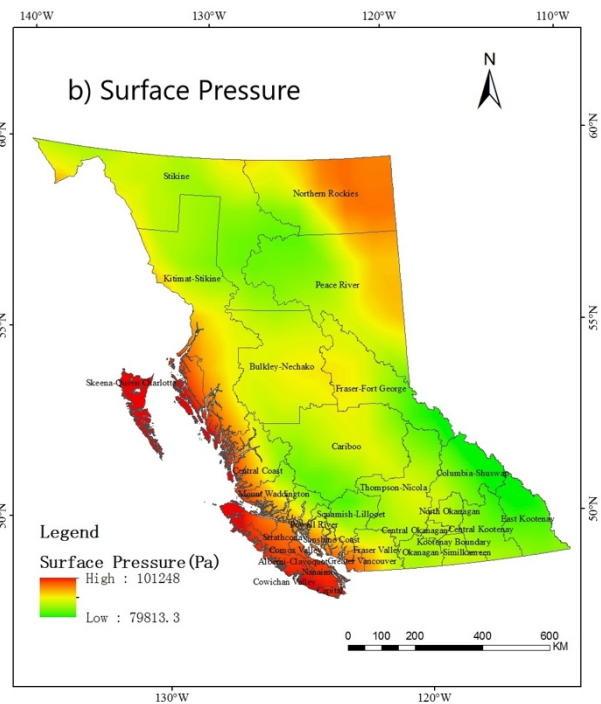 140°W 130°W 120°W 110°W
b) Surface Pressure
N
60°N 60°N
Stikine
Northern Rockies
Kitimat-Stikine
Peace River
55°N 55°N
Bulkley-Nechako
Skeena-Queen Charlotte
Fraser-Fort George
Cariboo
Central Coast
Columbia-Shuswap
Thompson-Nicola
Mount Waddington
50°N 50°N
Squamish-Lillooet
North Okanagan
East Kootenay
Powell River
Central Okanagan Central Kootenay
Strathcona Sunshine Coast
Kootenay Boundary
Comox Valley
Fraser Valley Okanagan-Similkameen
Alberni-Clayoquot Greater Vancouver
Nanaimo
Cowichan Valley
Capital
Legend
Surface Pressure(Pa)
High : 101248
Low : 79813.3
0 100 200 400 600
KM
130°W 120°W